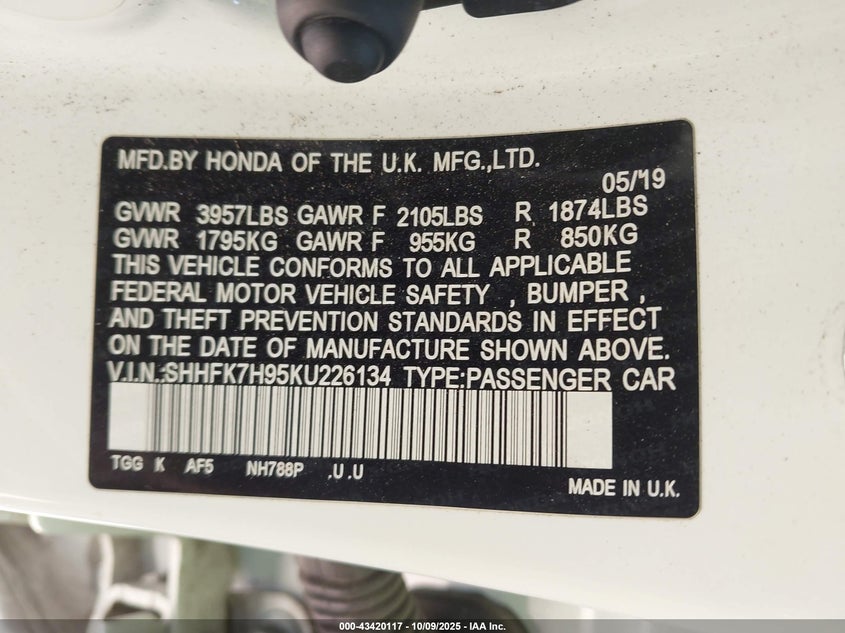 MFD.BY HONDA OF THE U.K. MFG.,LTD.
05/'19
GVWR 3957LBS GAWR F 2105LBS R 1874LBS
GVWR 1795KG GAWR F 955KG R 850KG
THIS VEHICLE CONFORMS TO ALL APPLICABLE
FEDERAL MOTOR VEHICLE SAFETY , BUMPER ,
AND THEFT PREVENTION STANDARDS IN EFFECT
ON THE DATE OF MANUFACTURE SHOWN ABOVE.
V.I.N.:SHHFK7H95KU226134 TYPE:PASSENGER CAR
TGG K AF5 NH788P .U .U
MADE IN U.K.
000-43420117 - 10/09/2025 - IAA Inc.